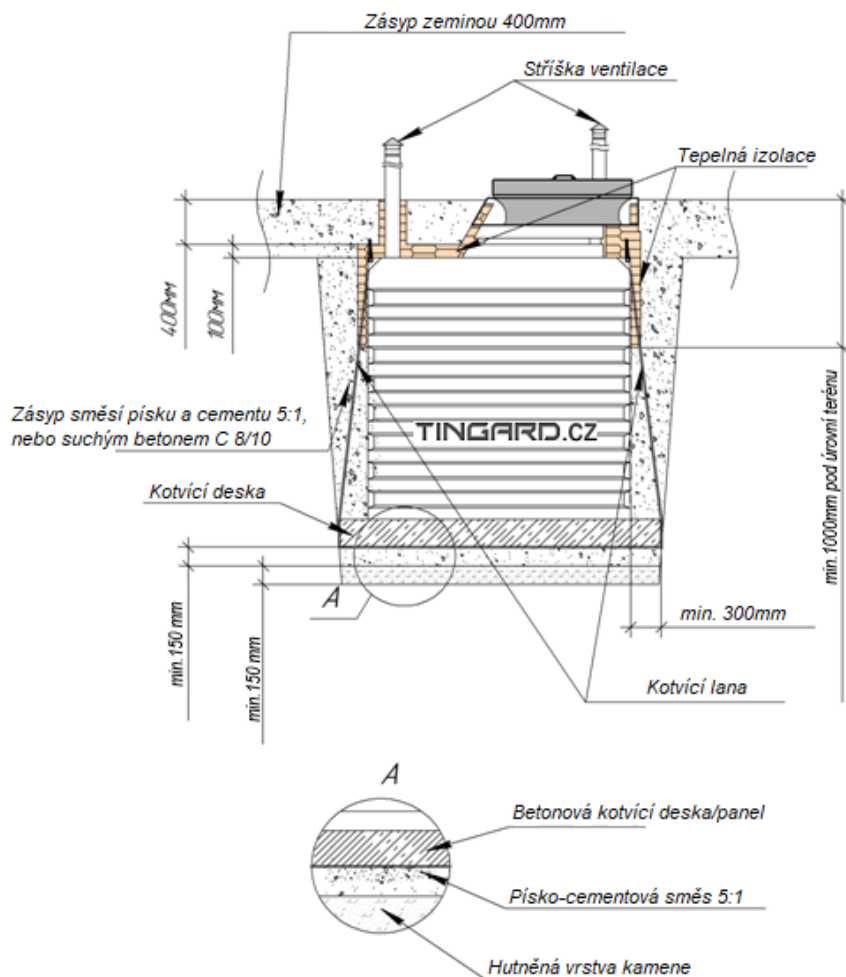 Zásyp zeminou 400mm
Stříška ventilace
Tepelná izolace
400мм
100мм
Zásyp směsí písku a cementu 5:1,
nebo suchým betonem C 8/10
TINGARD.CZ
Kotvící deska
min.1000mm pod úrovní terénu
A
min. 300mm
min.150 mm
min.150 mm
Kotvící lana
A
Betonová kotvící deska/panel
Písko-cementová směs 5:1
Hutněná vrstva kamene